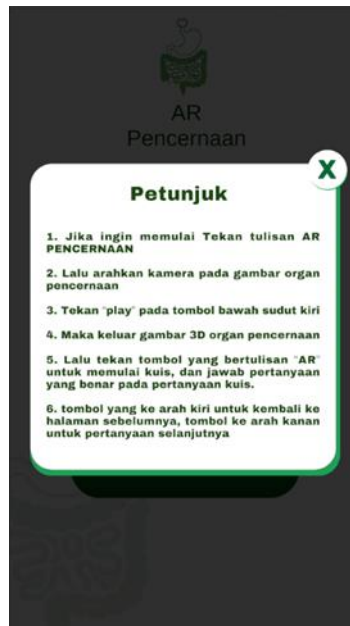 AR
Pencernaan
X
Petunjuk
1. Jika ingin memulai Tekan tulisan AR
PENCERNAAN
2. Lalu arahkan kamera pada gambar organ
pencernaan
3. Tekan "play" pada tombol bawah sudut kiri
4. Maka keluar gambar 3D organ pencernaan
5. Lalu tekan tombol yang bertulisan "AR"
untuk memulai kuis, dan jawab pertanyaan
yang benar pada pertanyaan kuis.
6. tombol yang ke arah kiri untuk kembali ke
halaman sebelumnya, tombol ke arah kanan
untuk pertanyaan selanjutnya